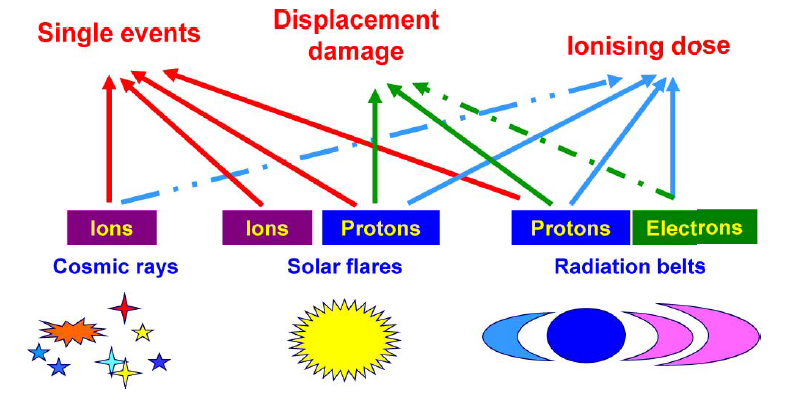 Single events
Displacement
damage
Ionising dose
Ions
Ions
Protons
Protons
Electrons
Cosmic rays
Solar flares
Radiation belts